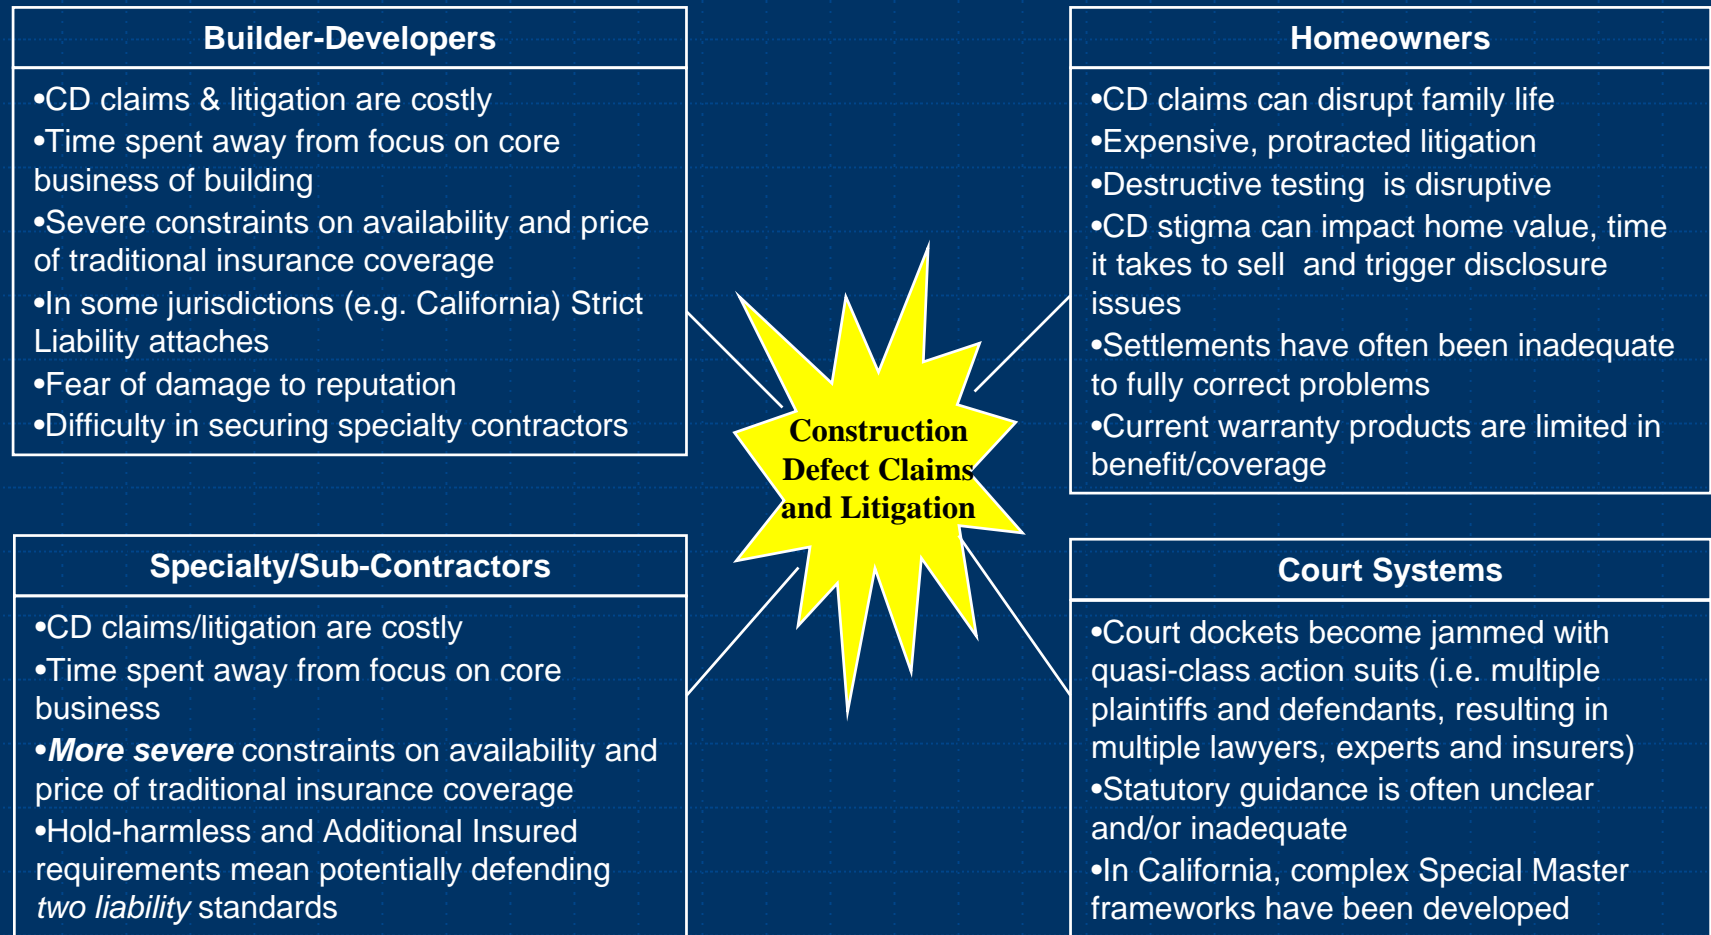 Builder-Developers
•CD claims & litigation are costly
•Time spent away from focus on core
business of building
•Severe constraints on availability and price
of traditional insurance coverage
•In some jurisdictions (e.g. California) Strict
Liability attaches
•Fear of damage to reputation
•Difficulty in securing specialty contractors
Homeowners
•CD claims can disrupt family life
•Expensive, protracted litigation
•Destructive testing  is disruptive
•CD stigma can impact home value, time
it takes to sell  and trigger disclosure
issues
•Settlements have often been inadequate
to fully correct problems
•Current warranty products are limited in
benefit/coverage
Construction
Defect Claims
and Litigation
Specialty/Sub-Contractors
•CD claims/litigation are costly
•Time spent away from focus on core
business
•More severe constraints on availability and
price of traditional insurance coverage
•Hold-harmless and Additional Insured
requirements mean potentially defending
two liability standards
Court Systems
•Court dockets become jammed with
quasi-class action suits (i.e. multiple
plaintiffs and defendants, resulting in
multiple lawyers, experts and insurers)
•Statutory guidance is often unclear
and/or inadequate
•In California, complex Special Master
frameworks have been developed